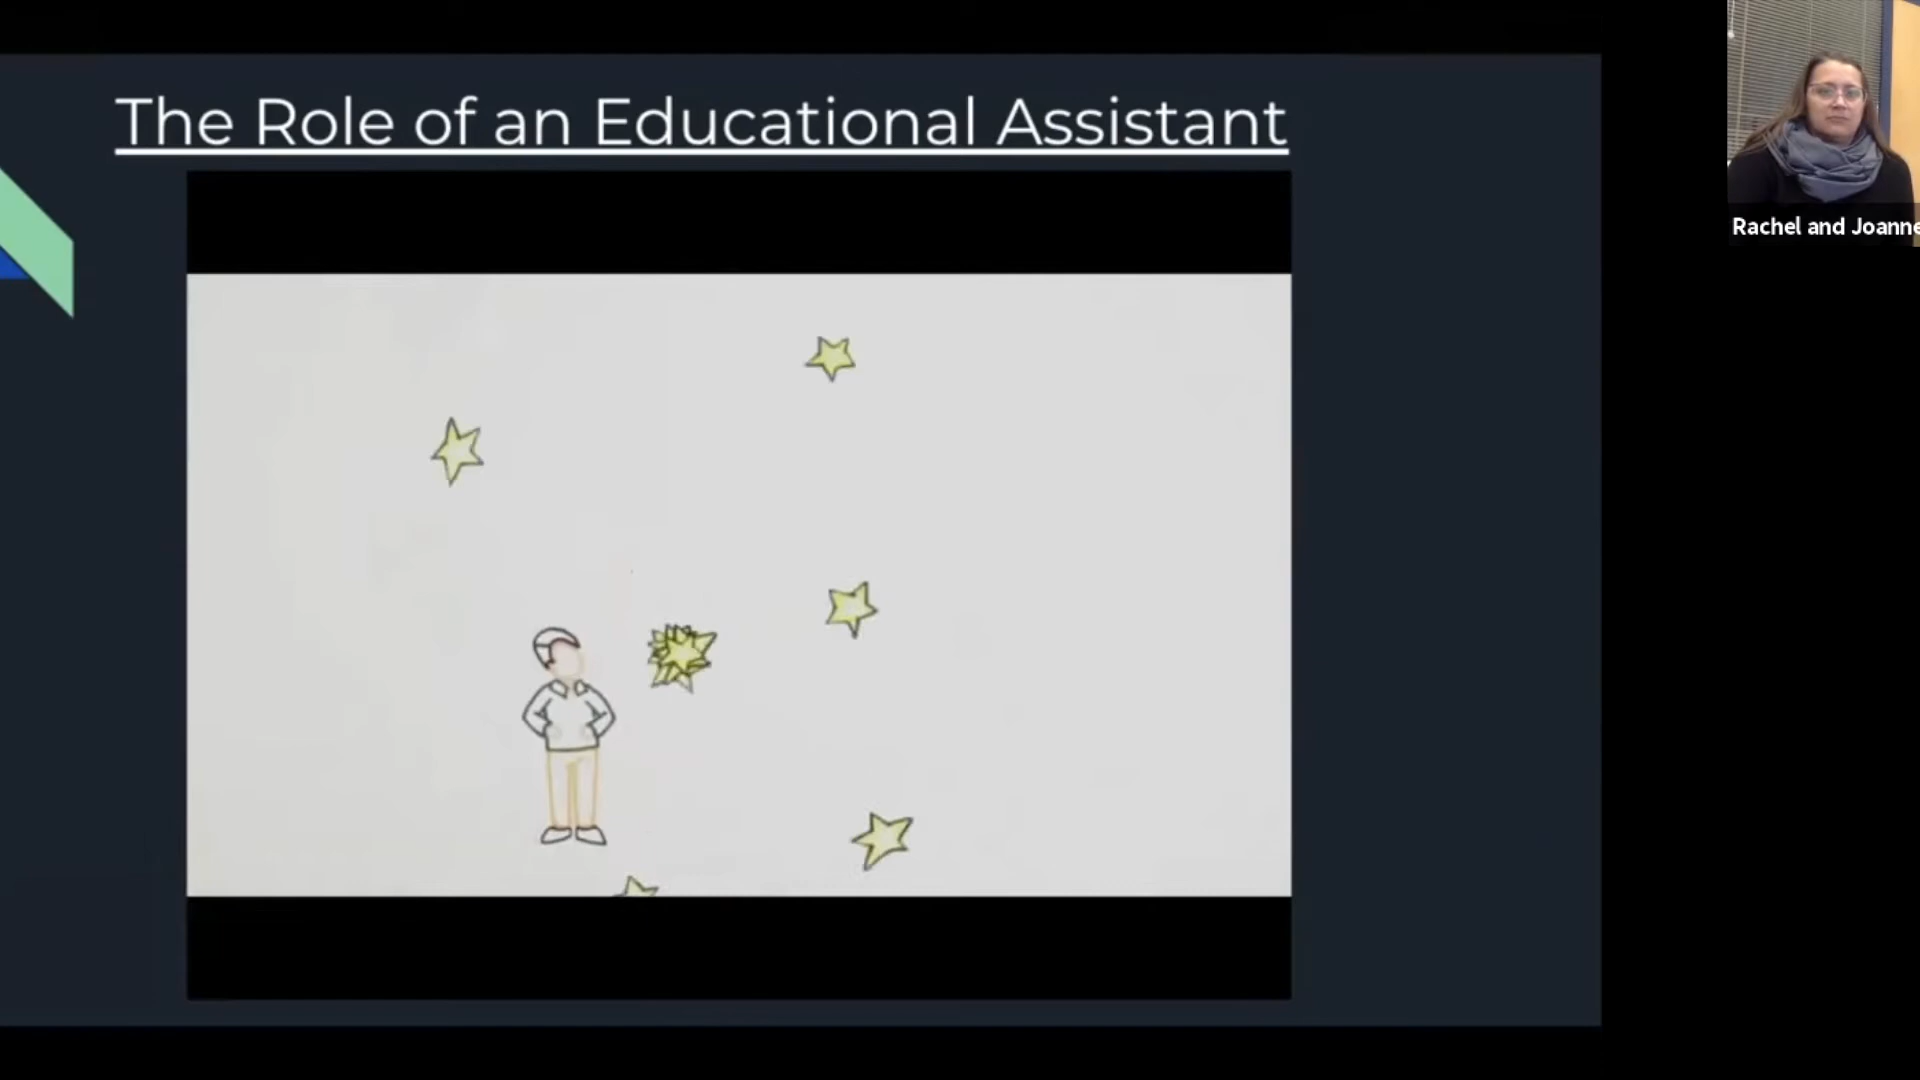 The Role of an Educational Assistant
Rachel and Joanne